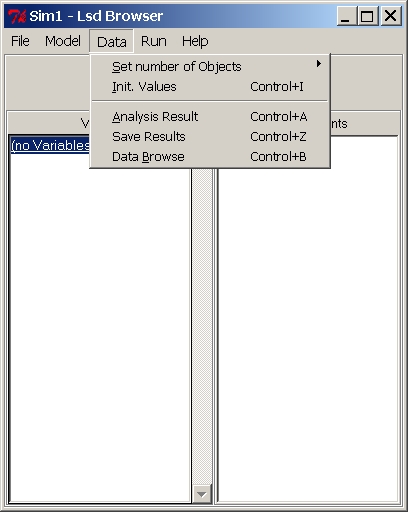 Sim1 - Lsd Browser
File Model Data Run Help
Set number of Objects
Init. Values Control+I
Analysis Result Control+A
Save Results Control+Z
Data Browse Control+B
(no Variables